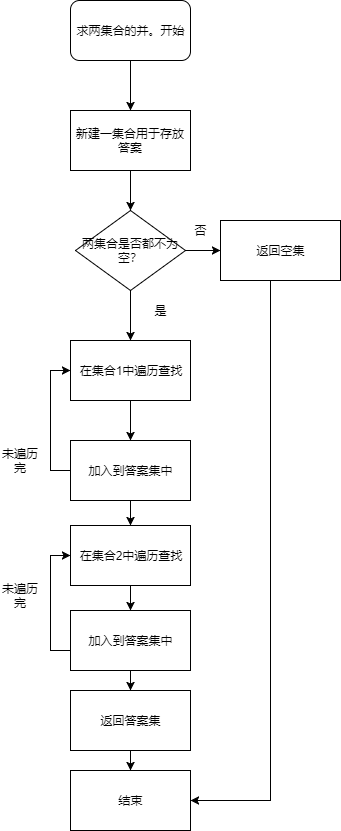 求两集合的并。开始
新建一集合用于存放
答案
两集合是否都不为
空?
否
返回空集
是
在集合1中遍历查找
未遍历
完
加入到答案集中
在集合2中遍历查找
未遍历
完
加入到答案集中
返回答案集
结束